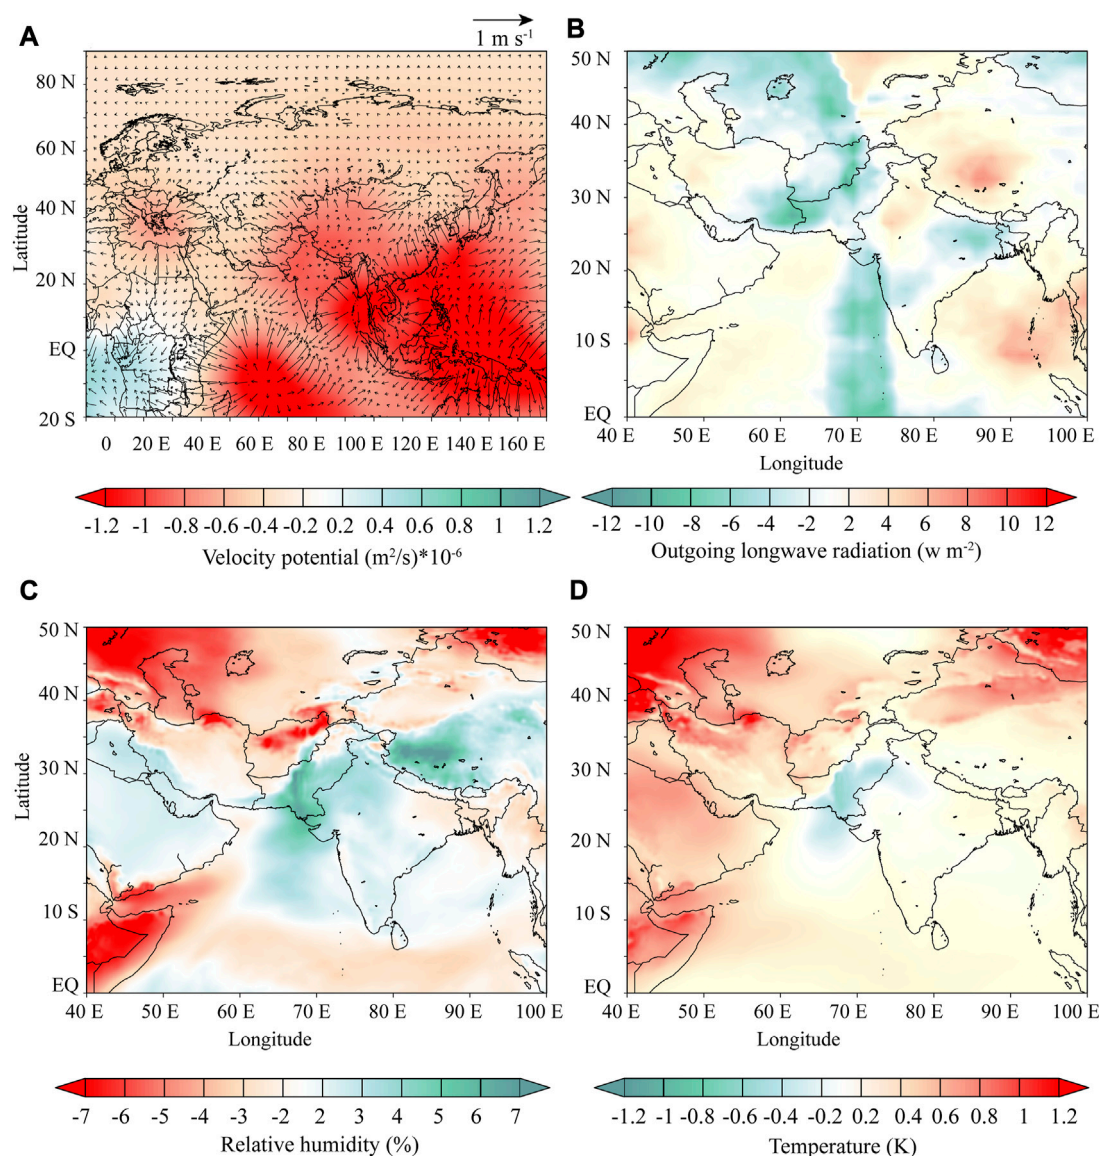 A
1 m s-1
80 N
60 N
40 N
20 N
EQ
20 S
Latitude
0 20 E 40 E 60 E 80 E 100 E 120 E 140 E 160 E
-1.2 -1 -0.8 -0.6 -0.4 -0.2 0.2 0.4 0.6 0.8 1 1.2
Velocity potential (m2/s)*10-6
B
50 N
40 N
30 N
20 N
10 S
EQ
40 E 50 E 60 E 70 E 80 E 90 E 100 E
Longitude
-12 -10 -8 -6 -4 -2 2 4 6 8 10 12
Outgoing longwave radiation (w m-2)
C
50 N
40 N
30 N
20 N
10 S
EQ
Latitude
40 E 50 E 60 E 70 E 80 E 90 E 100 E
Longitude
-7 -6 -5 -4 -3 -2 2 3 4 5 6 7
Relative humidity (%)
D
50 N
40 N
30 N
20 N
10 S
EQ
40 E 50 E 60 E 70 E 80 E 90 E 100 E
Longitude
-1.2 -1 -0.8 -0.6 -0.4 -0.2 0.2 0.4 0.6 0.8 1 1.2
Temperature (K)